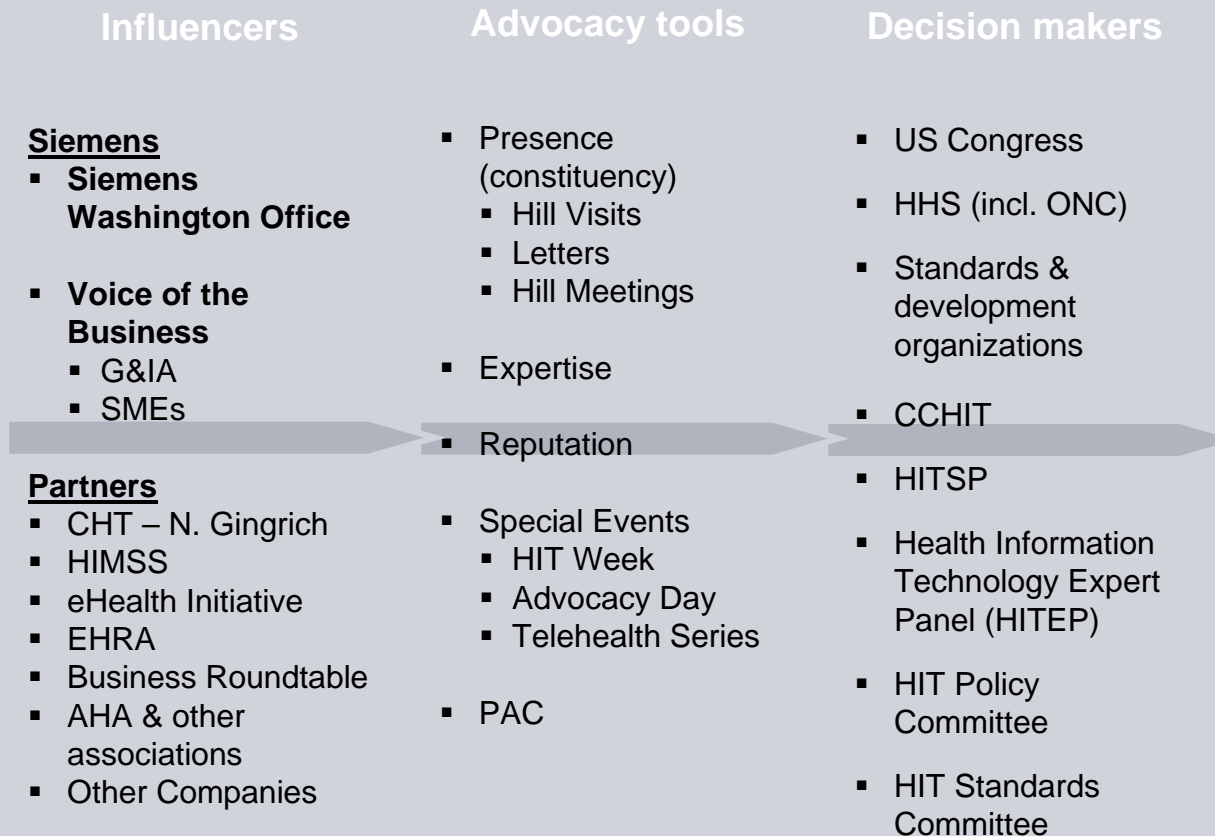 Influencers
Siemens
▪ Siemens
Washington Office
▪ Voice of the
Business
▪ G&IA
▪ SMEs
Partners
▪ CHT – N. Gingrich
▪ HIMSS
▪ eHealth Initiative
▪ EHRA
▪ Business Roundtable
▪ AHA & other
associations
▪ Other Companies
Advocacy tools
▪ Presence
(constituency)
▪ Hill Visits
▪ Letters
▪ Hill Meetings
▪ Expertise
▪ Reputation
▪ Special Events
▪ HIT Week
▪ Advocacy Day
▪ Telehealth Series
▪ PAC
Decision makers
▪ US Congress
▪ HHS (incl. ONC)
▪ Standards &
development
organizations
▪ CCHIT
▪ HITSP
▪ Health Information
Technology Expert
Panel (HITEP)
▪ HIT Policy
Committee
▪ HIT Standards
Committee